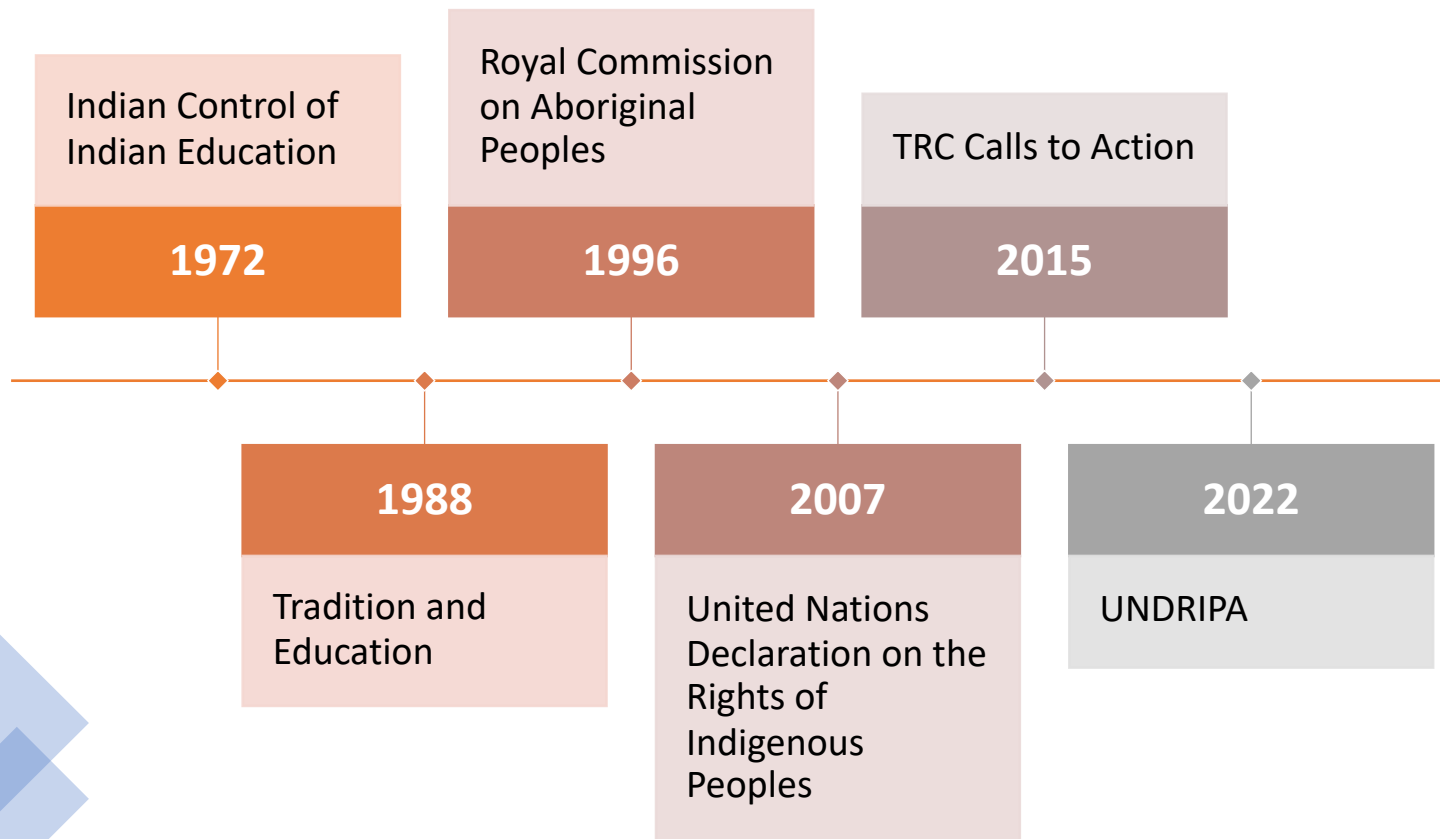 Indian Control of
Indian Education
1972
1988
Tradition and
Education
Royal Commission
on Aboriginal
Peoples
1996
2007
United Nations
Declaration on the
Rights of
Indigenous
Peoples
TRC Calls to Action
2015
2022
UNDRIPA